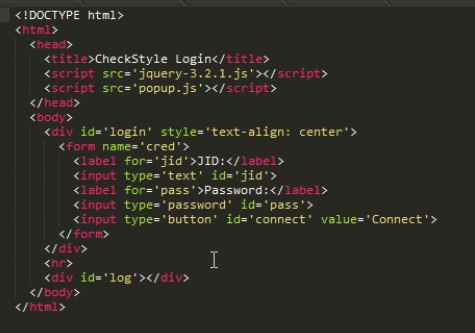 <!DOCTYPE html>
<html>
  <head>
    <title>CheckStyle Login</title>
    <script src='jquery-3.2.1.js'></script>
    <script src='popup.js'></script>
  </head>
  <body>
    <div id='login' style='text-align: center'>
      <form name='cred'>
        <label for='jid'>JID:</label>
        <input type='text' id='jid'>
        <label for='pass'>Password:</label>
        <input type='password' id='pass'>
        <input type='button' id='connect' value='Connect'>
      </form>
    </div>
    <hr>
    <div id='log'></div>
  </body>
</html>